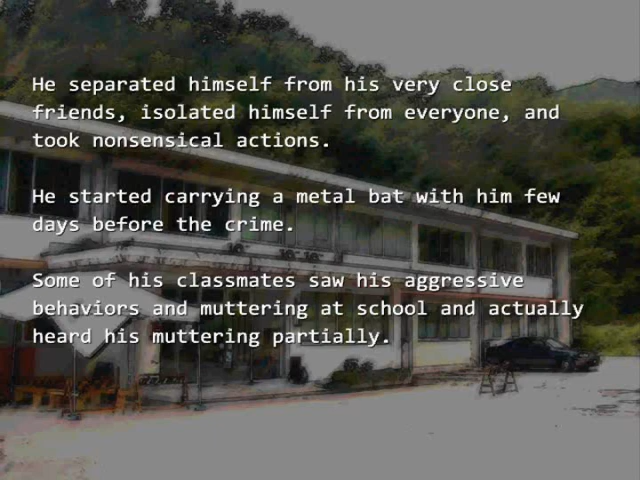 He separated himself from his very close
friends, isolated himself from everyone, and
took nonsensical actions.
He started carrying a metal bat with him few
days before the crime.
Some of his classmates saw his aggressive
behaviors and muttering at school and actually
heard his muttering partially.